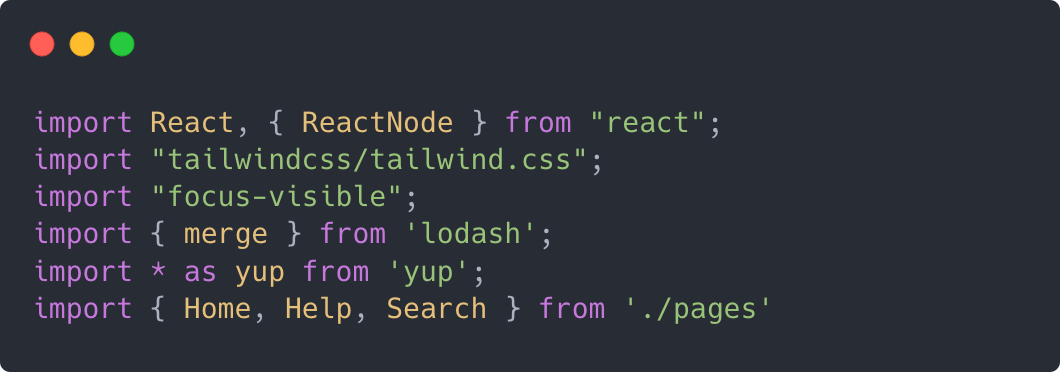 import React, { ReactNode } from "react";
import "tailwindcss/tailwind.css";
import "focus-visible";
import { merge } from 'lodash';
import * as yup from 'yup';
import { Home, Help, Search } from './pages'